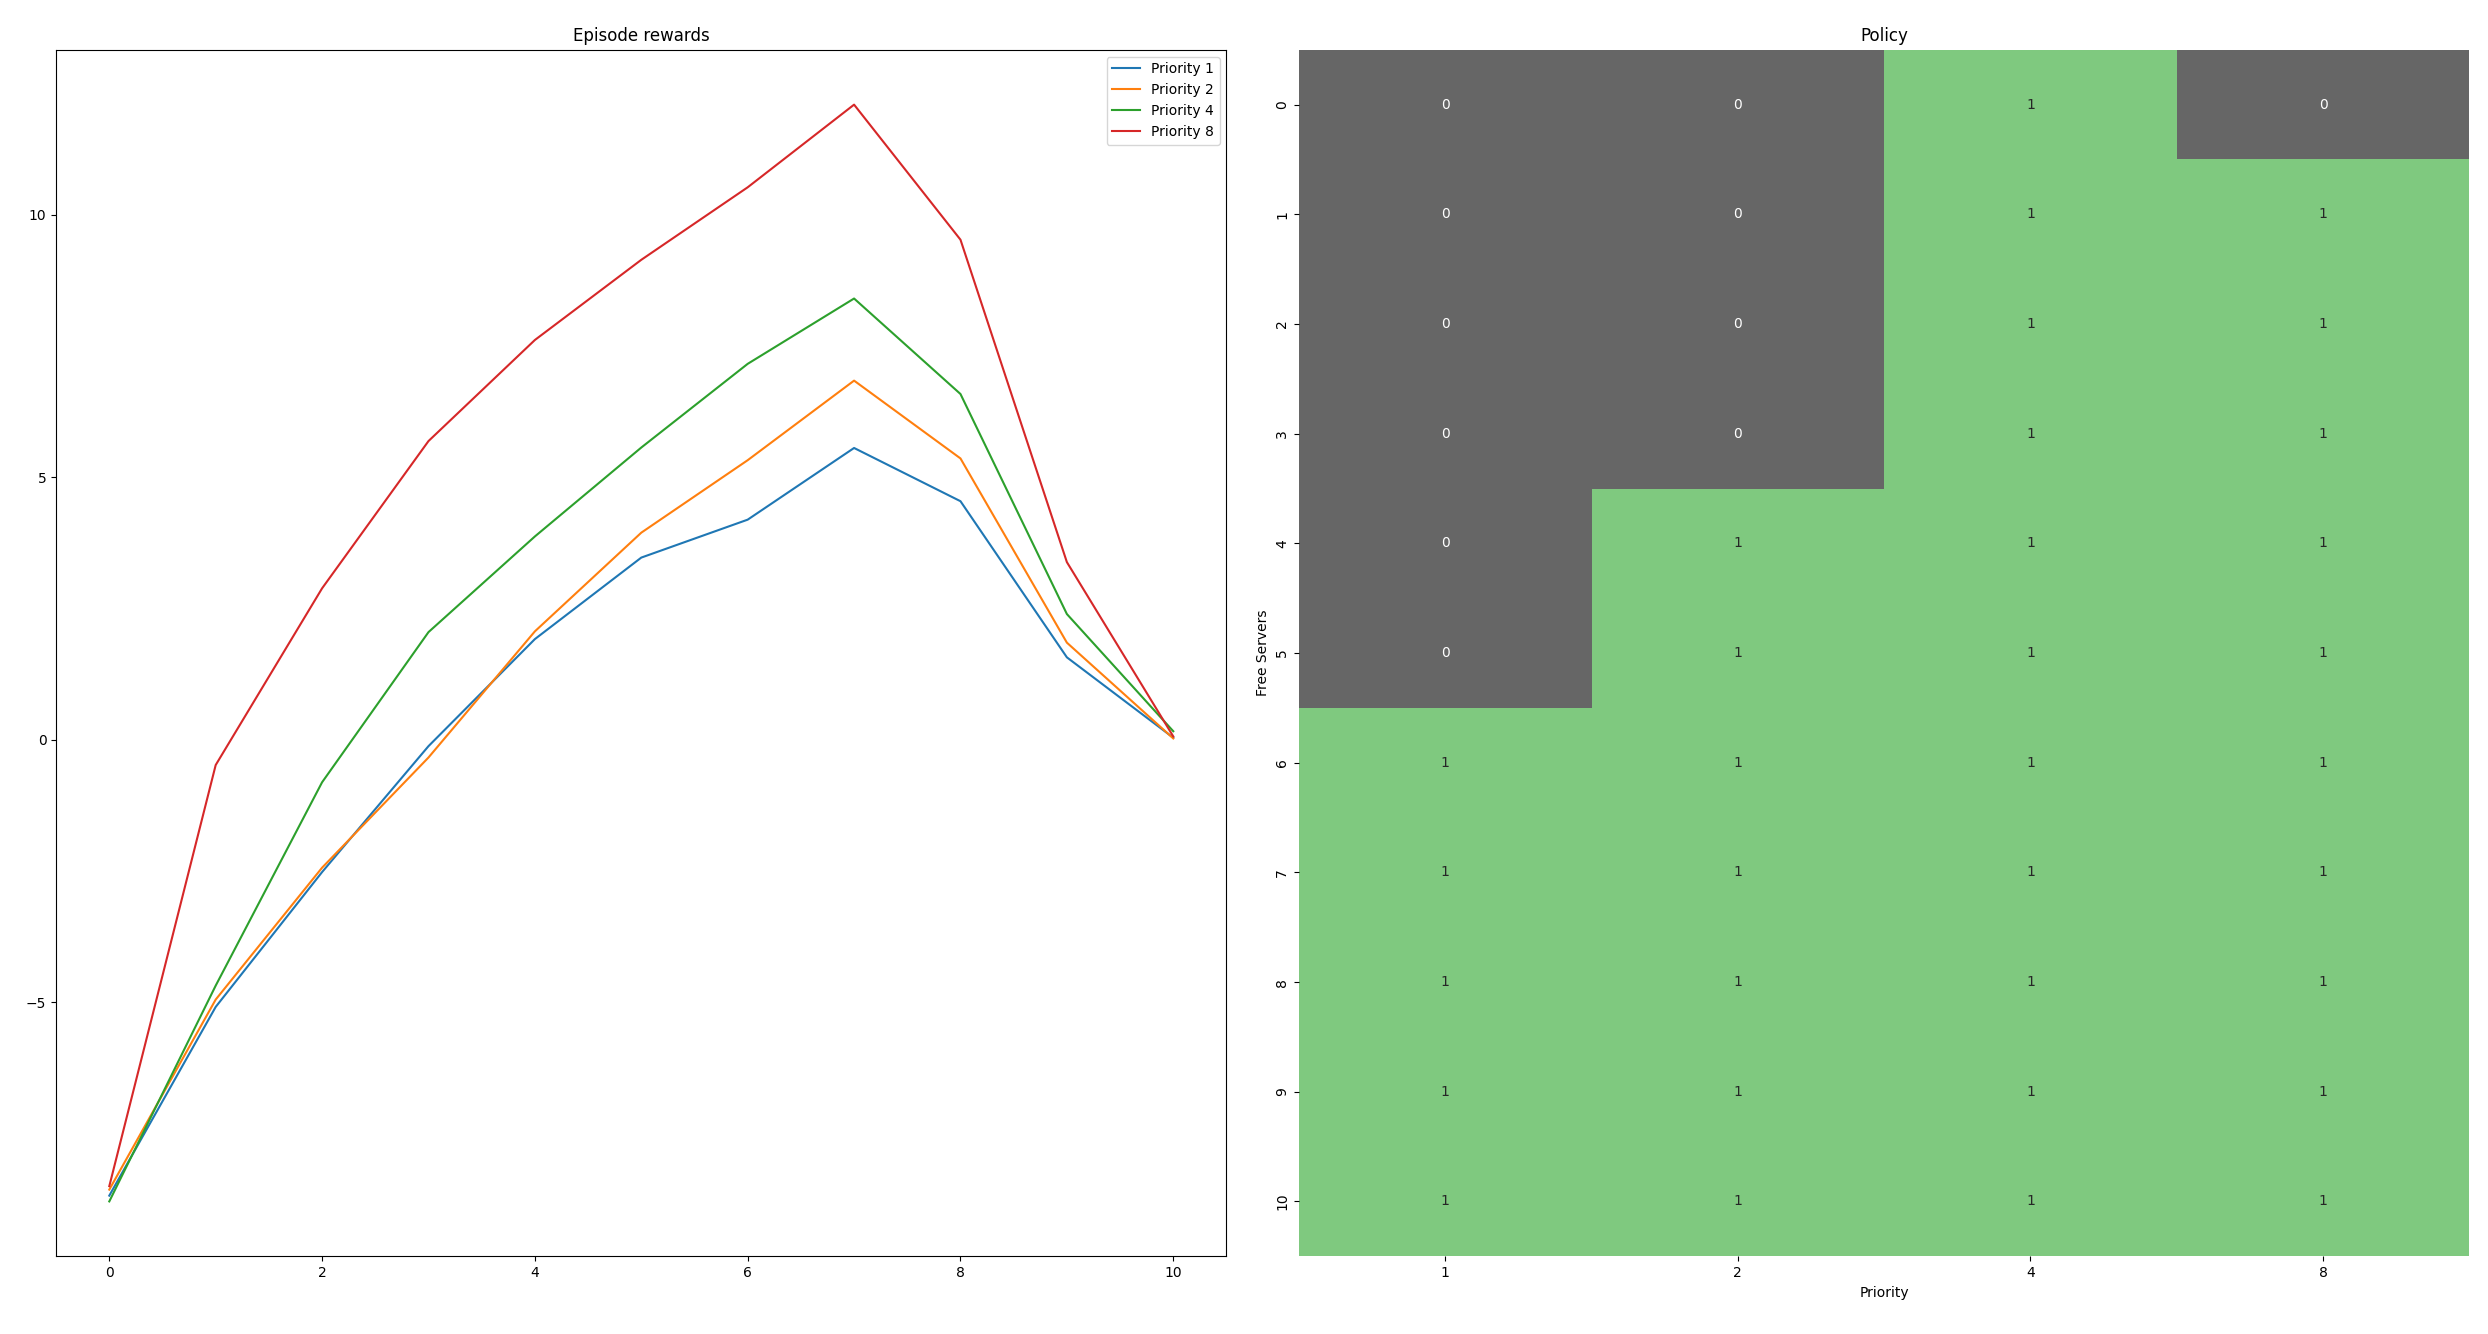 Episode rewards
Priority 1
Priority 2
Priority 4
Priority 8
10
5
0
−5
0 2 4 6 8 10
Policy
Free Servers
0 0 0 1 0
1 0 0 1 1
2 0 0 1 1
3 0 0 1 1
4 0 1 1 1
5 0 1 1 1
6 1 1 1 1
7 1 1 1 1
8 1 1 1 1
9 1 1 1 1
10 1 1 1 1
1 2 4 8
Priority